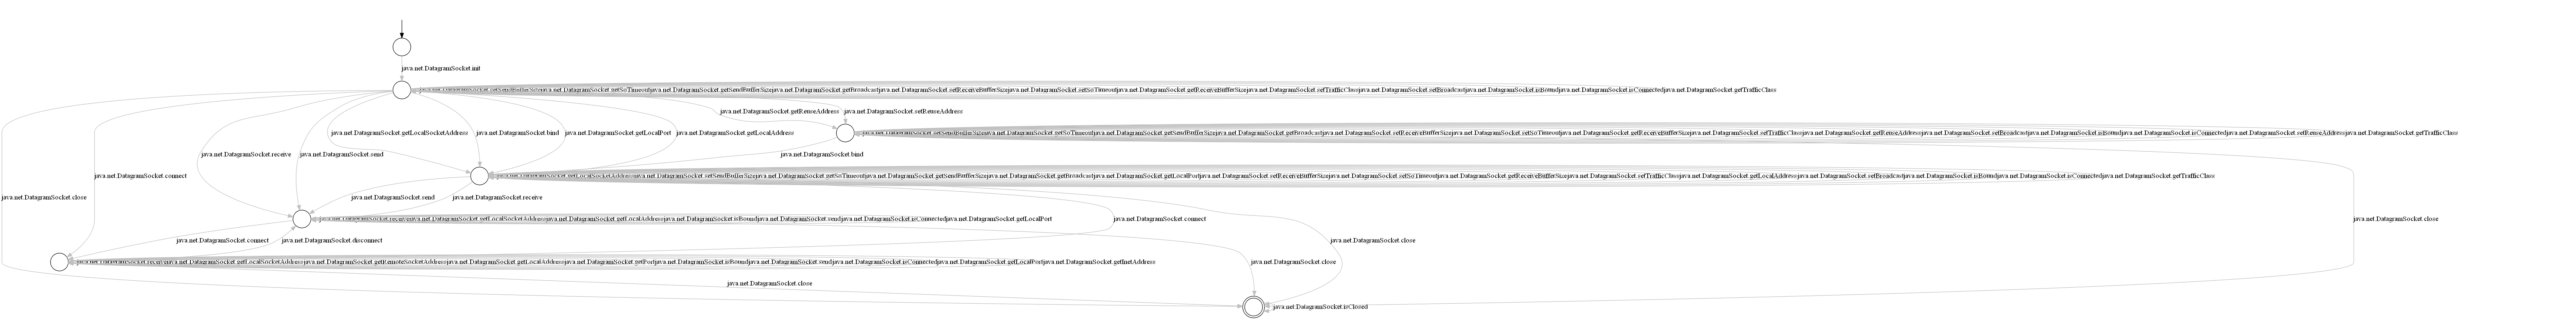 java.net.DatagramSocket.init
java.net.DatagramSocket.setSendBufferSizejava.net.DatagramSocket.getSoTimeoutjava.net.DatagramSocket.getSendBufferSizejava.net.DatagramSocket.getBroadcastjava.net.DatagramSocket.setReceiveBufferSizejava.net.DatagramSocket.setSoTimeoutjava.net.DatagramSocket.getReceiveBufferSizejava.net.DatagramSocket.setTrafficClassjava.net.DatagramSocket.setBroadcastjava.net.DatagramSocket.isBoundjava.net.DatagramSocket.isConnectedjava.net.DatagramSocket.getTrafficClass
java.net.DatagramSocket.getReuseAddress
java.net.DatagramSocket.setReuseAddress
java.net.DatagramSocket.getLocalSocketAddress
java.net.DatagramSocket.bind
java.net.DatagramSocket.getLocalPort
java.net.DatagramSocket.getLocalAddress
java.net.DatagramSocket.setSendBufferSizejava.net.DatagramSocket.getSoTimeoutjava.net.DatagramSocket.getSendBufferSizejava.net.DatagramSocket.getBroadcastjava.net.DatagramSocket.setReceiveBufferSizejava.net.DatagramSocket.setSoTimeoutjava.net.DatagramSocket.getReceiveBufferSizejava.net.DatagramSocket.setTrafficClassjava.net.DatagramSocket.getReuseAddressjava.net.DatagramSocket.setBroadcastjava.net.DatagramSocket.isBoundjava.net.DatagramSocket.isConnectedjava.net.DatagramSocket.setReuseAddressjava.net.DatagramSocket.getTrafficClass
java.net.DatagramSocket.receive
java.net.DatagramSocket.send
java.net.DatagramSocket.bind
java.net.DatagramSocket.connect
java.net.DatagramSocket.getLocalSocketAddressjava.net.DatagramSocket.setSendBufferSizejava.net.DatagramSocket.getSoTimeoutjava.net.DatagramSocket.getSendBufferSizejava.net.DatagramSocket.getBroadcastjava.net.DatagramSocket.getLocalPortjava.net.DatagramSocket.setReceiveBufferSizejava.net.DatagramSocket.setSoTimeoutjava.net.DatagramSocket.getReceiveBufferSizejava.net.DatagramSocket.setTrafficClassjava.net.DatagramSocket.getLocalAddressjava.net.DatagramSocket.setBroadcastjava.net.DatagramSocket.isBoundjava.net.DatagramSocket.isConnectedjava.net.DatagramSocket.getTrafficClass
java.net.DatagramSocket.close
java.net.DatagramSocket.send
java.net.DatagramSocket.receive
java.net.DatagramSocket.receivejava.net.DatagramSocket.getLocalSocketAddressjava.net.DatagramSocket.getLocalAddressjava.net.DatagramSocket.isBoundjava.net.DatagramSocket.sendjava.net.DatagramSocket.isConnectedjava.net.DatagramSocket.getLocalPort
java.net.DatagramSocket.connect
java.net.DatagramSocket.close
java.net.DatagramSocket.connect
java.net.DatagramSocket.disconnect
java.net.DatagramSocket.close
java.net.DatagramSocket.receivejava.net.DatagramSocket.getLocalSocketAddressjava.net.DatagramSocket.getRemoteSocketAddressjava.net.DatagramSocket.getLocalAddressjava.net.DatagramSocket.getPortjava.net.DatagramSocket.isBoundjava.net.DatagramSocket.sendjava.net.DatagramSocket.isConnectedjava.net.DatagramSocket.getLocalPortjava.net.DatagramSocket.getInetAddress
java.net.DatagramSocket.close
java.net.DatagramSocket.close
java.net.DatagramSocket.isClosed